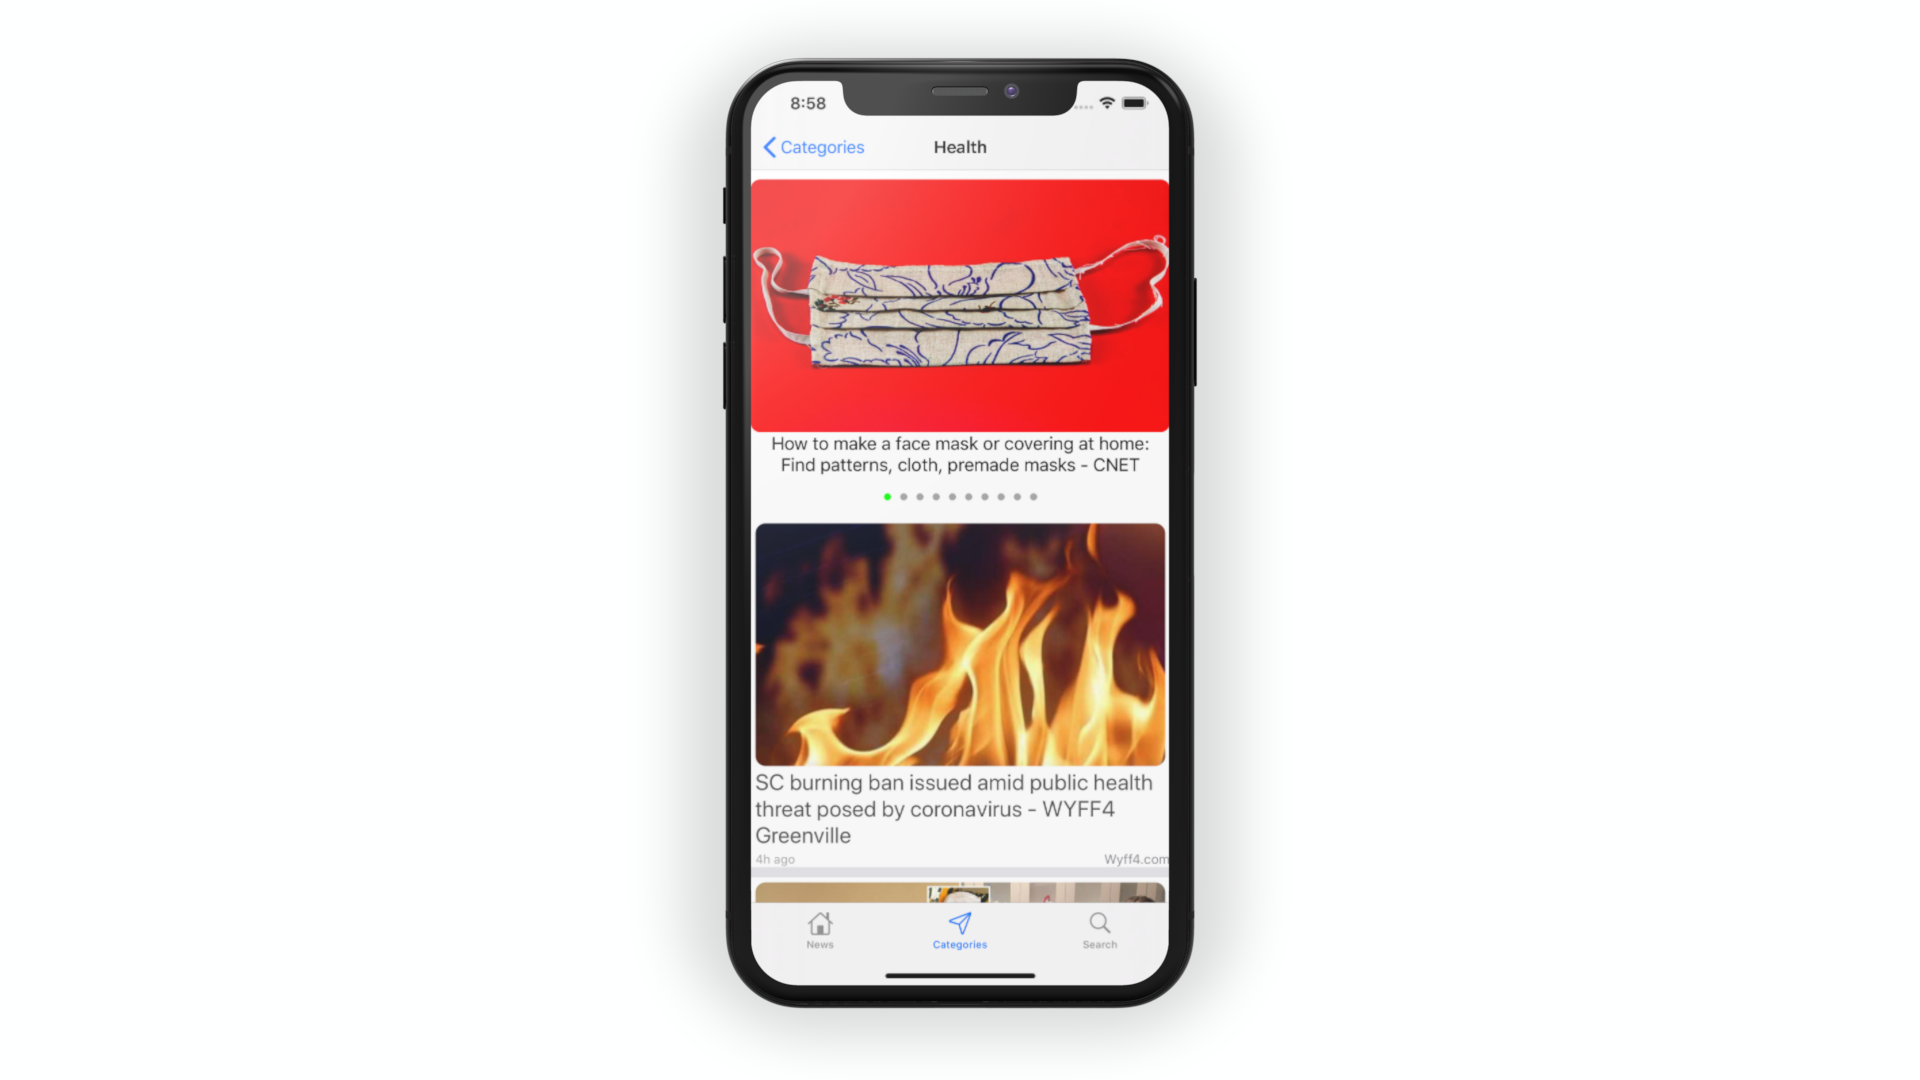 8:58
Categories
Health
How to make a face mask or covering at home:
Find patterns, cloth, premade masks - CNET
SC burning ban issued amid public health
threat posed by coronavirus - WYFF4
Greenville
4h ago
Wyff4.com
News
Categories
Search